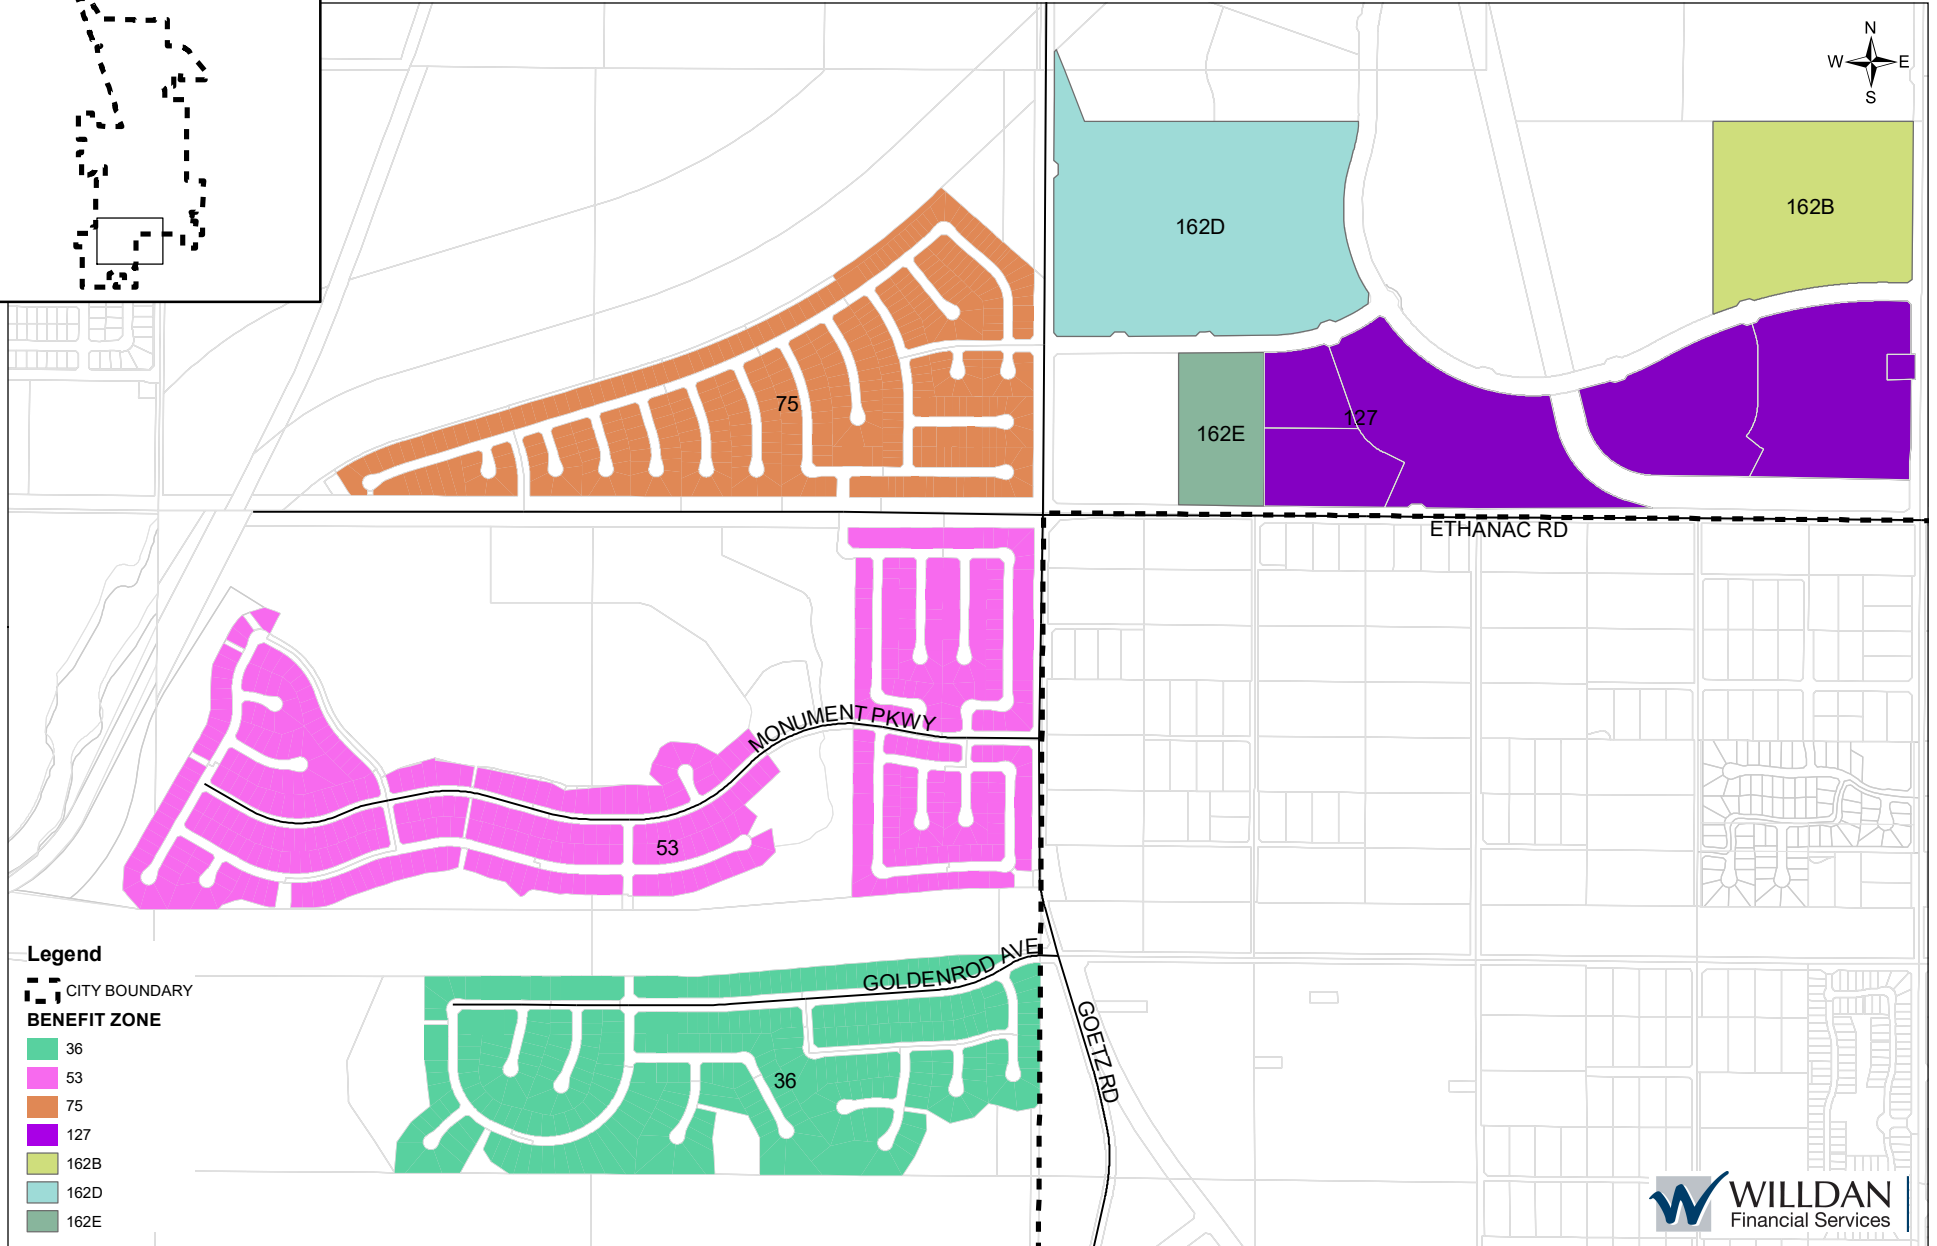 N
W E
S
162D
162B
75
127
162E
ETHANAC RD
MONUMENT PKWY
53
GOLDENROD AVE
GOETZ RD
36
Legend
CITY BOUNDARY
BENEFIT ZONE
36
53
75
127
162B
162D
162E
W WILLDAN
Financial Services